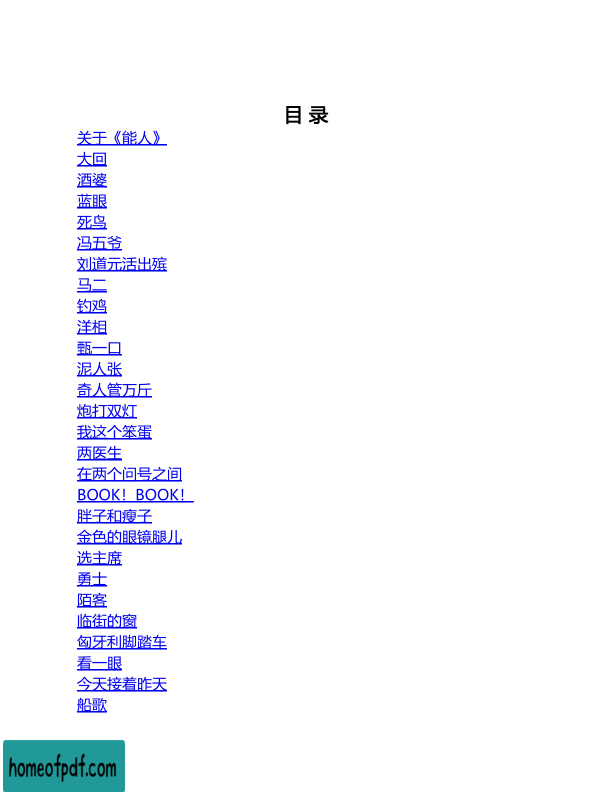 目 录
关于《能人》
大回
酒婆
蓝眼
死鸟
冯五爷
刘道元活出殡
马二
钓鸡
洋相
甄一口
泥人张
奇人管万斤
炮打双灯
我这个笨蛋
两医生
在两个问号之间
BOOK！BOOK！
胖子和瘦子
金色的眼镜腿儿
选主席
勇士
陌客
临街的窗
匈牙利脚踏车
看一眼
今天接着昨天
船歌
homeofpdf.com